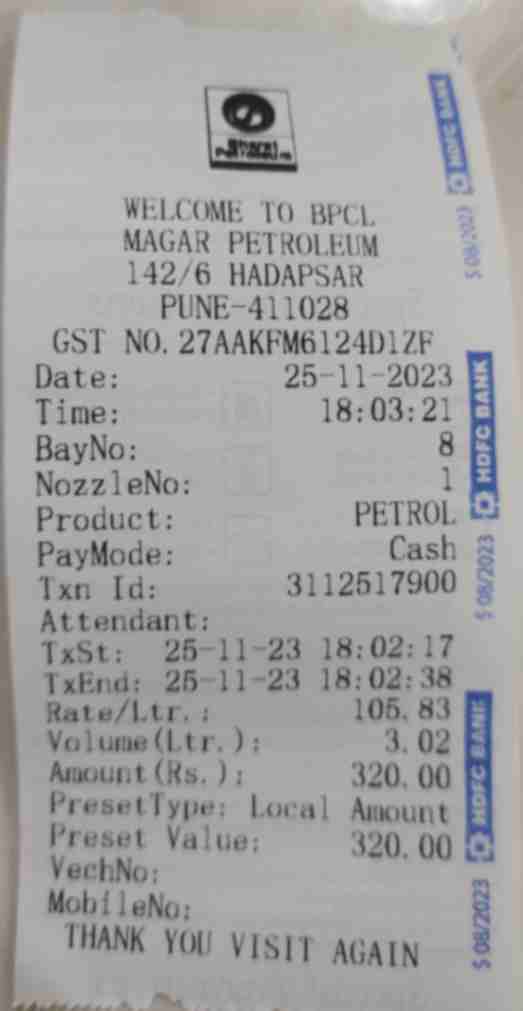 Bharat
Petroleum
WELCOME TO BPCL
MAGAR PETROLEUM
142/6 HADAPSAR
PUNE-411028
GST NO. 27AAKFM6124D1ZF
Date: 25-11-2023
Time: 18:03:21
BayNo: 8
NozzleNo: 1
Product: PETROL
PayMode: Cash
Txn Id: 3112517900
Attendant:
TxSt: 25-11-23 18:02:17
TxEnd: 25-11-23 18:02:38
Rate/Ltr.: 105.83
Volume(Ltr.): 3.02
Amount(Rs.): 320.00
PresetType: Local Amount
Preset Value: 320.00
VechNo:
MobileNo:
THANK YOU VISIT AGAIN
HDFC BANK
S 08/2023
HDFC BANK
S 08/2023
HDFC BANK
S 08/2023